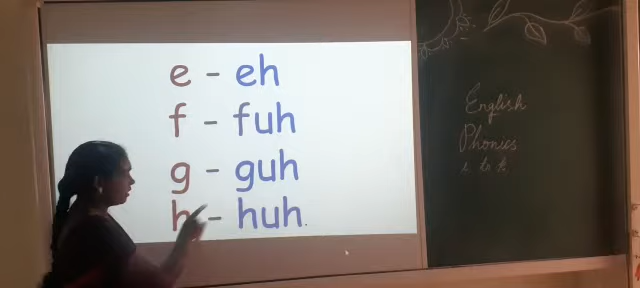 e - eh
f - fuh
g - guh
h - huh.
English
Phonics